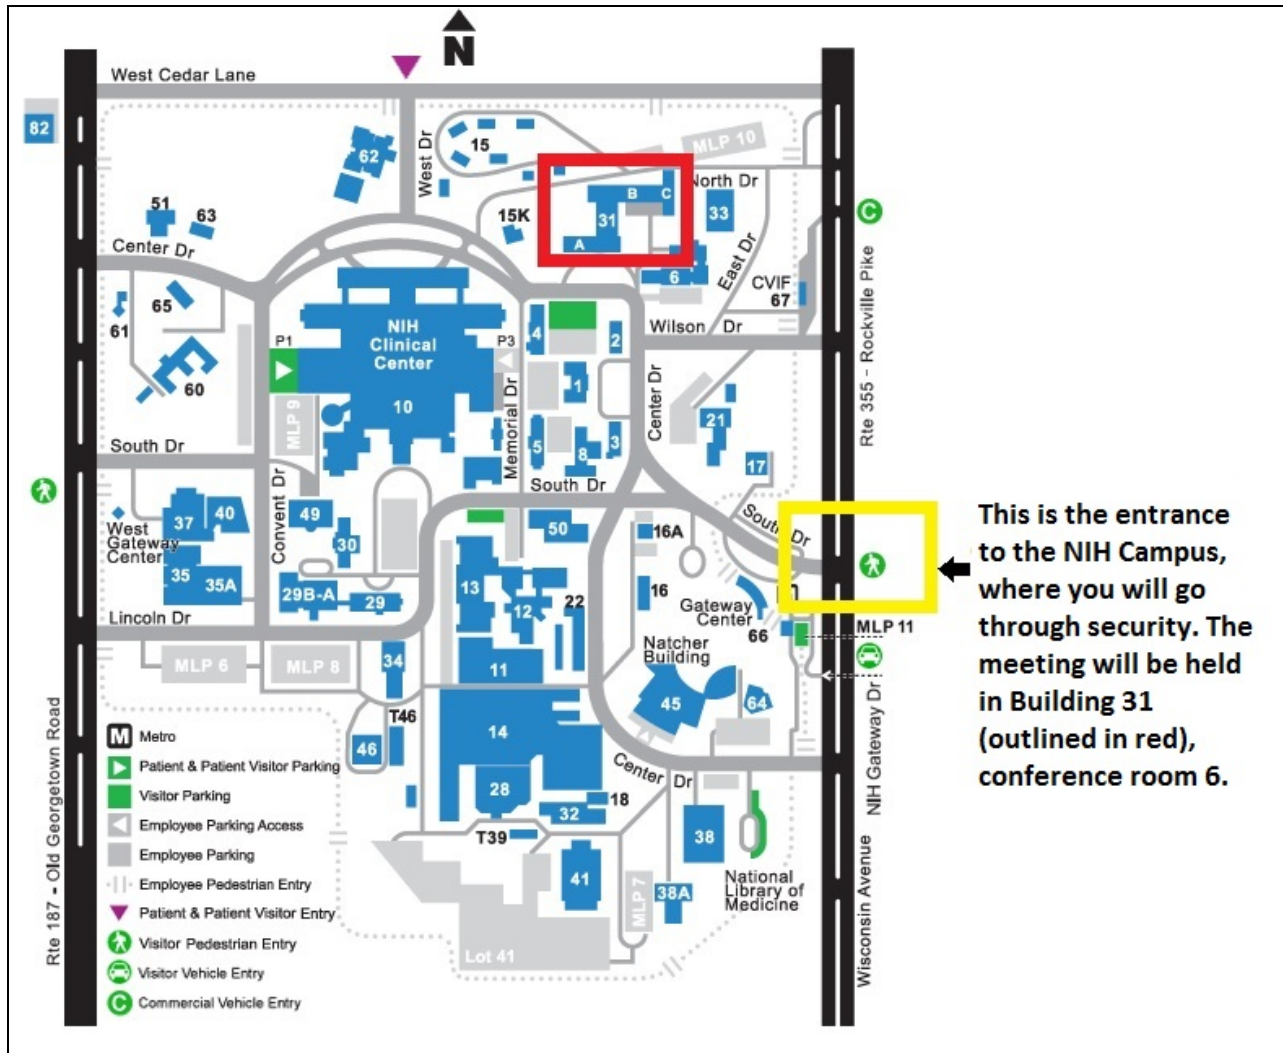 N
West Cedar Lane
82
62
West Dr
15
MLP 10
North Dr
B
C
31
33
A
15K
6
51
63
Center Dr
65
61
60
East Dr
CVIF
67
C
Rte 355 - Rockville Pike
Wilson Dr
NIH
Clinical
Center
10
P1
P3
4
2
1
5
8
3
MLP 9
Memorial Dr
Center Dr
21
17
South Dr
South Dr
South Dr
West
Gateway
Center
37
40
35
35A
Convent Dr
49
30
29B-A
29
Lincoln Dr
50
16A
16
13
12
22
11
Gateway
Center
66
MLP 11
Natcher
Building
45
64
This is the entrance
to the NIH Campus,
where you will go
through security. The
meeting will be held
in Building 31
(outlined in red),
conference room 6.
MLP 6
MLP 8
34
T46
46
14
28
18
32
T39
41
Center Dr
38
38A
MLP 7
Lot 41
National
Library of
Medicine
NIH Gateway Dr
Wisconsin Avenue
Rte 187 - Old Georgetown Road
M Metro
Patient & Patient Visitor Parking
Visitor Parking
Employee Parking Access
Employee Parking
Employee Pedestrian Entry
Patient & Patient Visitor Entry
Visitor Pedestrian Entry
Visitor Vehicle Entry
C Commercial Vehicle Entry